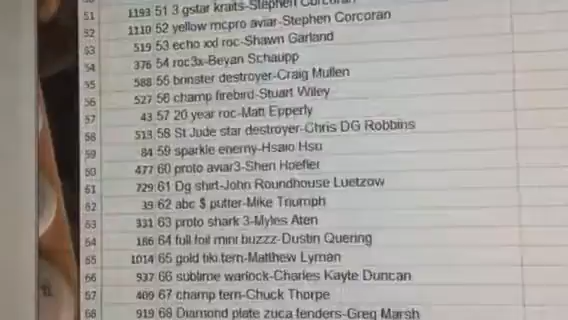 51 1193 51 3 gstar kraits-Stephen Corcoran
52 1110 52 yellow mcpro aviar-Stephen Corcoran
53 519 53 echo xxl roc-Shawn Garland
54 376 54 roc3x-Beyan Schaupp
55 588 55 brinster destroyer-Craig Mullen
56 527 56 champ firebird-Stuart Wiley
57 43 57 20 year roc-Matt Epperly
58 513 58 St Jude star destroyer-Chris DG Robbins
59 84 59 sparkle enemy-Hsaio Hsu
60 477 60 proto aviar3-Shen Hoefler
61 729 61 Dg shirt-John Roundhouse Luetzow
62 39 62 abc $ putter-Mike Triumph
63 931 63 proto shark 3-Myles Aten
64 186 64 full foil mini buzzz-Dustin Quering
65 1014 65 gold tiki tern-Matthew Lyman
66 937 66 sublime warlock-Charles Kayte Duncan
67 409 67 champ tern-Chuck Thorpe
68 919 68 Diamond plate zuca fenders-Greg Marsh